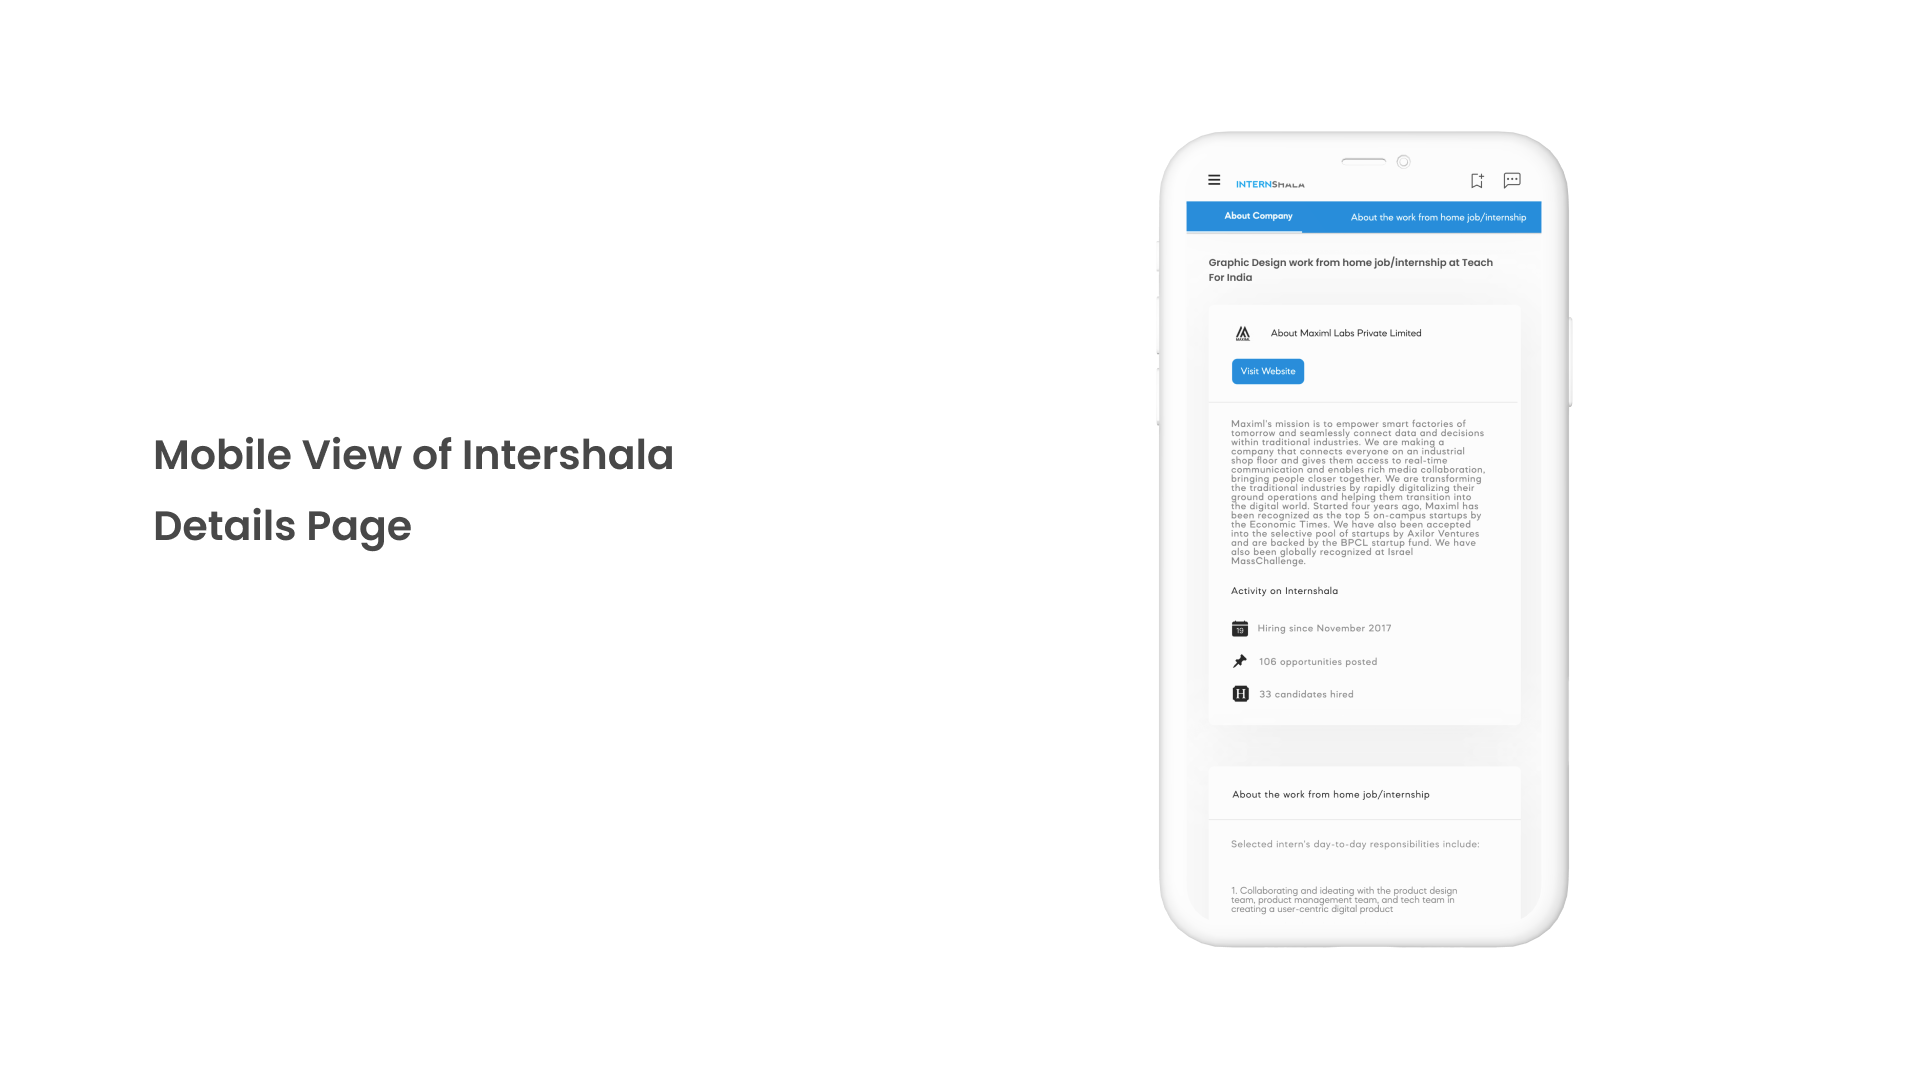 Mobile View of Intershala
Details Page
INTERNSHALA
About Company
About the work from home job/internship
Graphic Design work from home job/internship at Teach
For India
MAXIML
About Maximl Labs Private Limited
Visit Website
Maximl's mission is to empower smart factories of
tomorrow and seamlessly connect data and decisions
within traditional industries. We are making a
company that connects everyone on an industrial
shop floor and gives them access to real-time
communication and enables rich media collaboration,
bringing people closer together. We are transforming
the traditional industries by rapidly digitalizing their
ground operations and helping them transition into
the digital world. Started four years ago, Maximl has
been recognized as the top 5 on-campus startups by
the Economic Times. We have also been accepted
into the selective pool of startups by Axilor Ventures
and are backed by the BPCL startup fund. We have
also been globally recognized at Israel
MassChallenge.
Activity on Internshala
19
Hiring since November 2017
106 opportunities posted
H
33 candidates hired
About the work from home job/internship
Selected intern's day-to-day responsibilities include:
1. Collaborating and ideating with the product design
team, product management team, and tech team in
creating a user-centric digital product